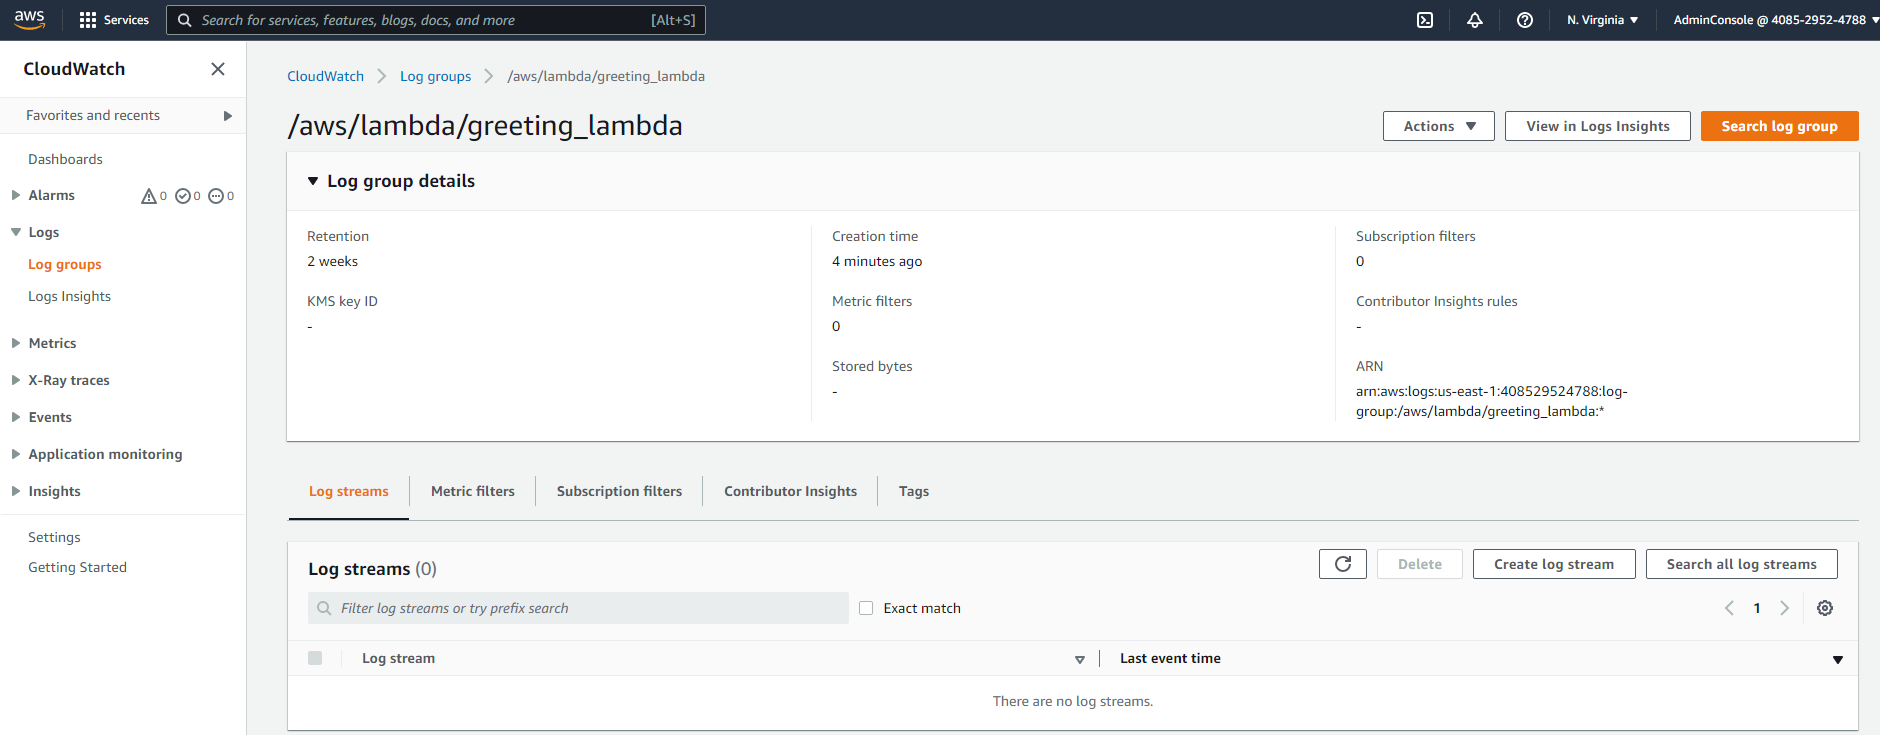 aws Services Search for services, features, blogs, docs, and more [Alt+S] N. Virginia AdminConsole @ 4085-2952-4788
CloudWatch
Favorites and recents
Dashboards
Alarms 0 0 0
Logs
Log groups
Logs Insights
Metrics
X-Ray traces
Events
Application monitoring
Insights
Settings
Getting Started
CloudWatch Log groups /aws/lambda/greeting_lambda
/aws/lambda/greeting_lambda
Actions View in Logs Insights Search log group
Log group details
Retention
2 weeks
KMS key ID
-
Creation time
4 minutes ago
Metric filters
0
Stored bytes
-
Subscription filters
0
Contributor Insights rules
-
ARN
arn:aws:logs:us-east-1:408529524788:log-
group:/aws/lambda/greeting_lambda:*
Log streams Metric filters Subscription filters Contributor Insights Tags
Log streams (0) Delete Create log stream Search all log streams
Filter log streams or try prefix search Exact match 1
Log stream Last event time
There are no log streams.